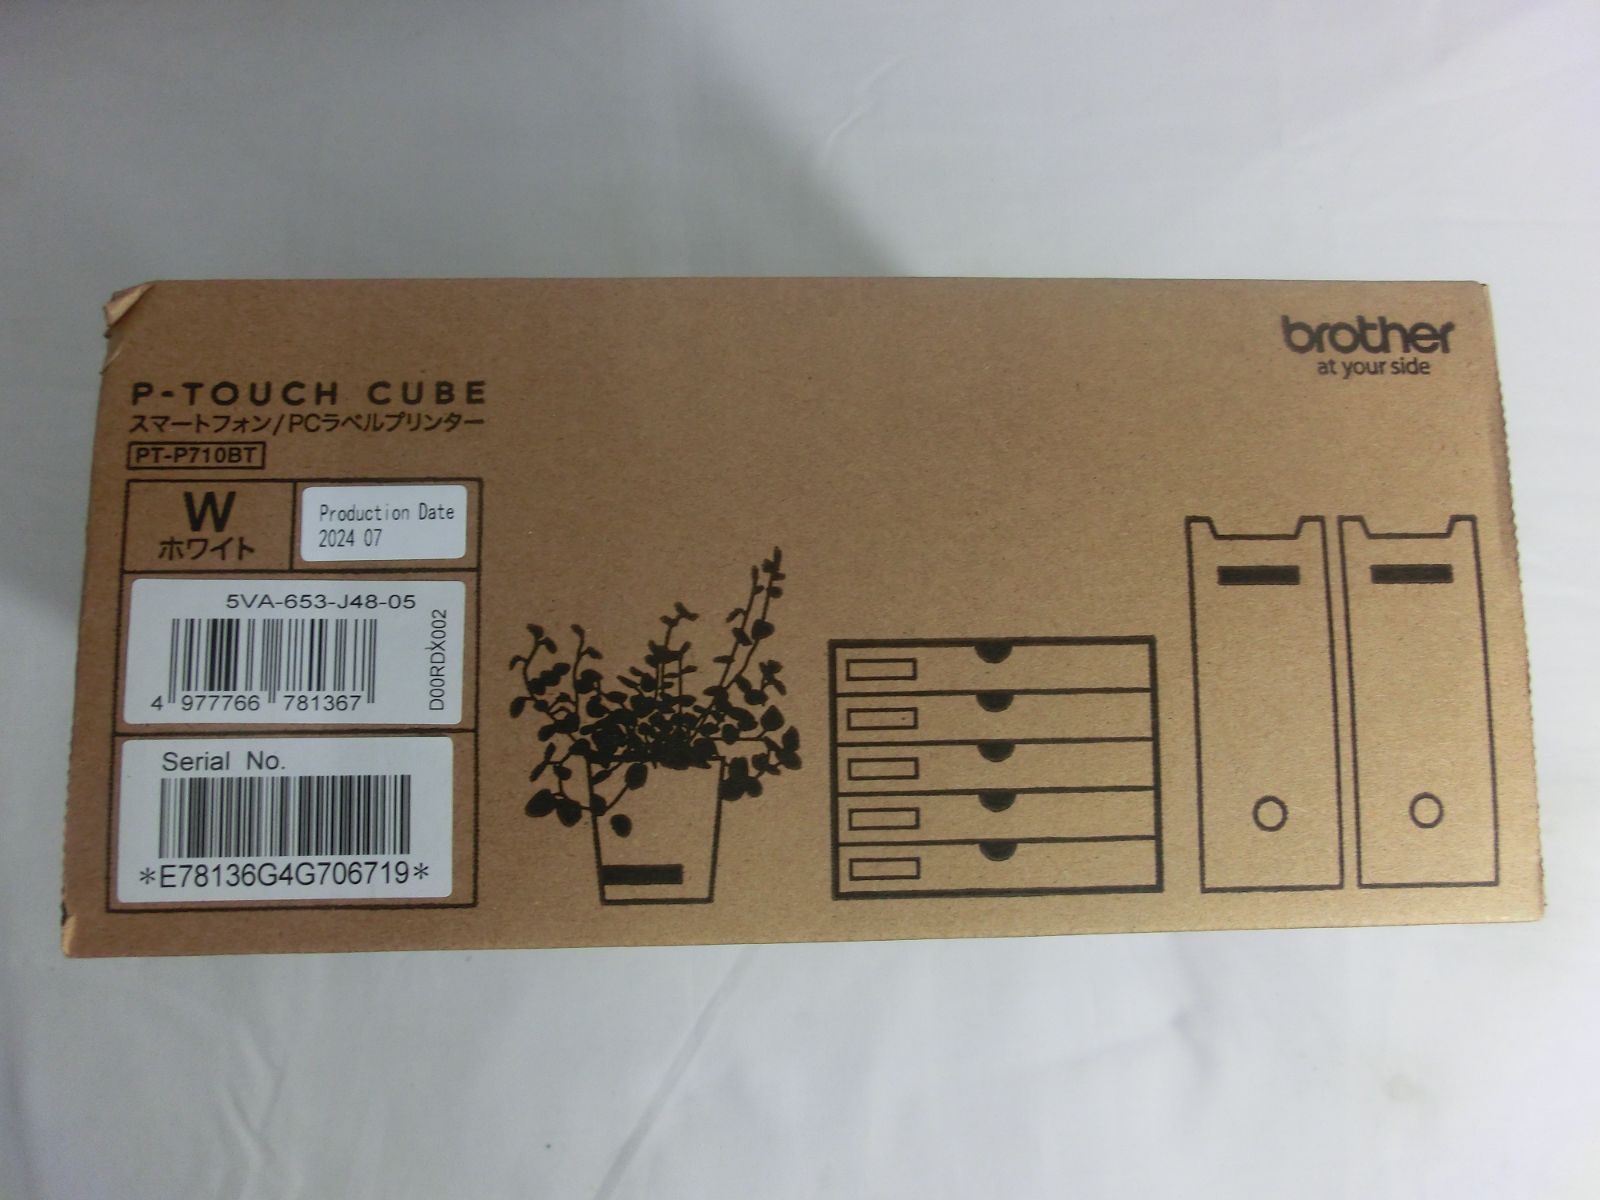 brother
at your side
P-TOUCH CUBE
スマートフォン/PCラベルプリンター
PT-P710BT
W
ホワイト
Production Date
2024 07
5VA-653-J48-05
D00RDX002
4 977766 781367
Serial No.
*E78136G4G706719*